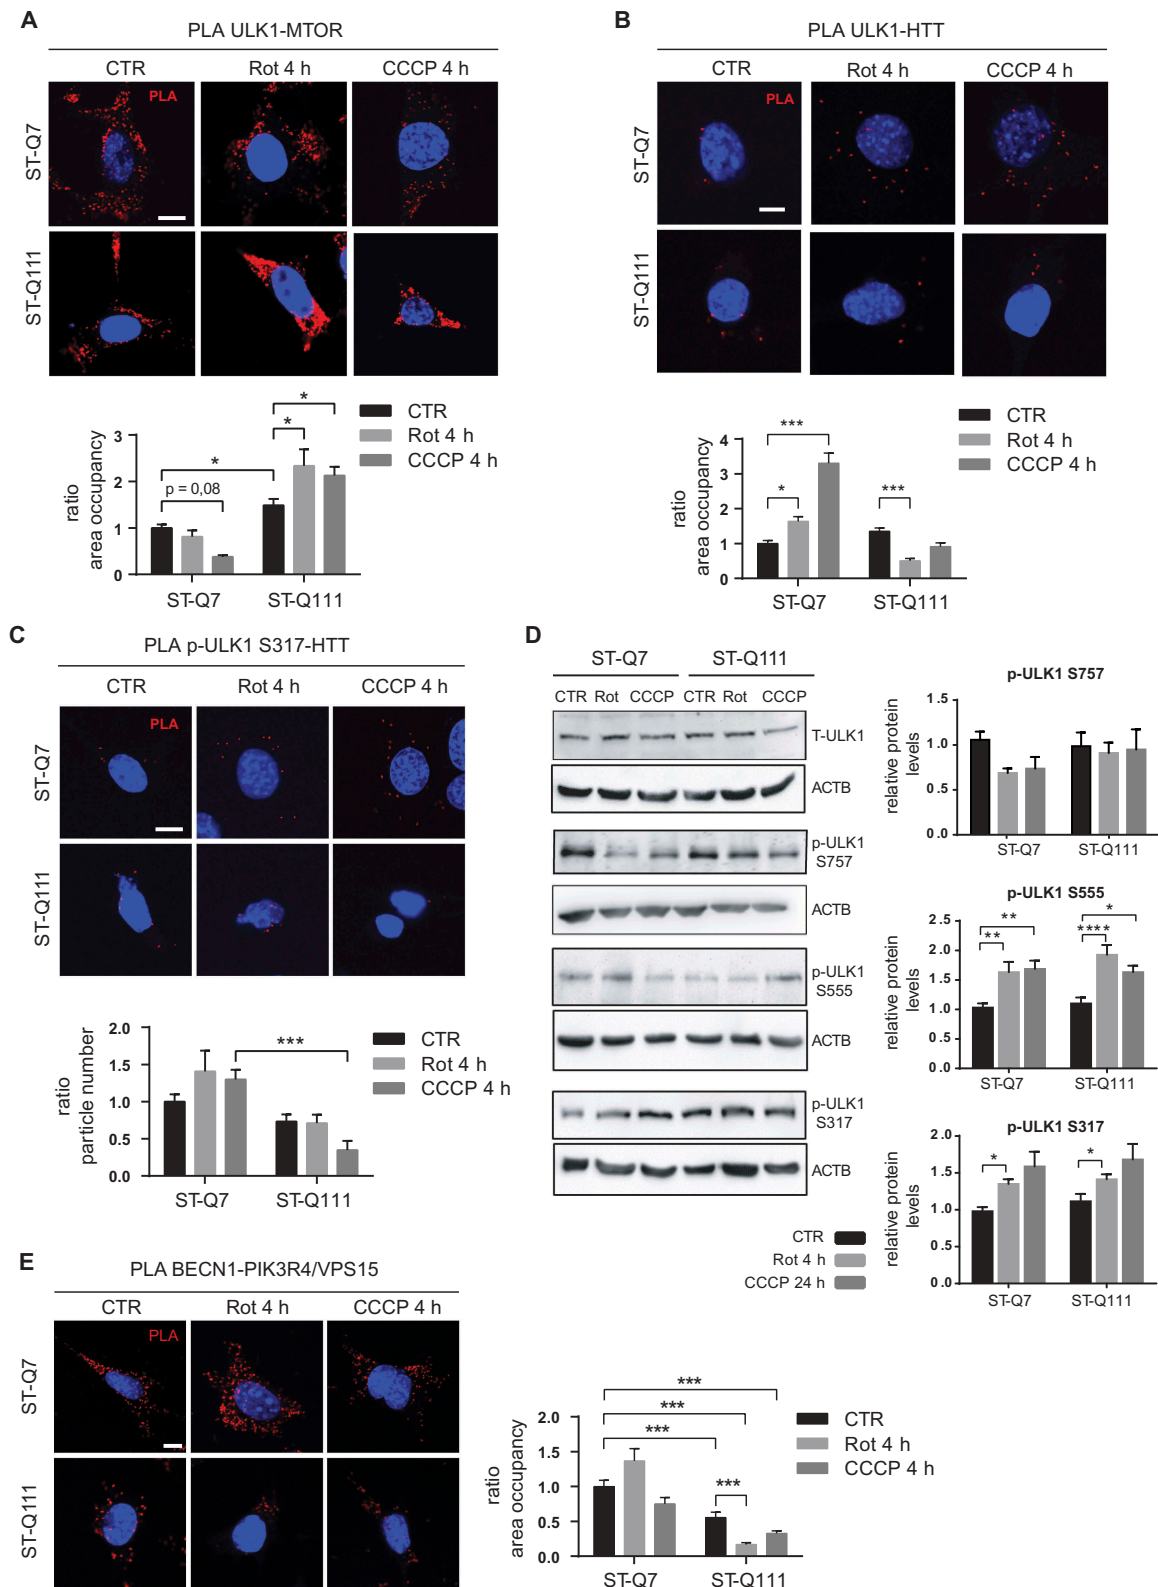 A
PLA ULK1-MTOR
CTR Rot 4 h CCCP 4 h
PLA
ST-Q7
ST-Q111
*
*
*
p = 0,08
CTR
Rot 4 h
CCCP 4 h
ratio
area occupancy
3
2
1
0
ST-Q7 ST-Q111
B
PLA ULK1-HTT
CTR Rot 4 h CCCP 4 h
PLA
ST-Q7
ST-Q111
***
*
***
CTR
Rot 4 h
CCCP 4 h
ratio
area occupancy
4
3
2
1
0
ST-Q7 ST-Q111
C
PLA p-ULK1 S317-HTT
CTR Rot 4 h CCCP 4 h
PLA
ST-Q7
ST-Q111
***
CTR
Rot 4 h
CCCP 4 h
ratio
particle number
2.0
1.5
1.0
0.5
0.0
ST-Q7 ST-Q111
D
ST-Q7 ST-Q111
CTR Rot CCCP CTR Rot CCCP
T-ULK1
ACTB
p-ULK1
S757
ACTB
p-ULK1
S555
ACTB
p-ULK1
S317
ACTB
CTR
Rot 4 h
CCCP 24 h
p-ULK1 S757
relative protein
levels
1.5
1.0
0.5
0.0
ST-Q7 ST-Q111
p-ULK1 S555
relative protein
levels
2.5
2.0
1.5
1.0
0.5
0.0
**
**
*
****
ST-Q7 ST-Q111
p-ULK1 S317
relative protein
levels
2.0
1.5
1.0
0.5
0.0
*
*
ST-Q7 ST-Q111
E
PLA BECN1-PIK3R4/VPS15
CTR Rot 4 h CCCP 4 h
PLA
ST-Q7
ST-Q111
***
***
***
***
CTR
Rot 4 h
CCCP 4 h
ratio
area occupancy
2.0
1.5
1.0
0.5
0.0
ST-Q7 ST-Q111